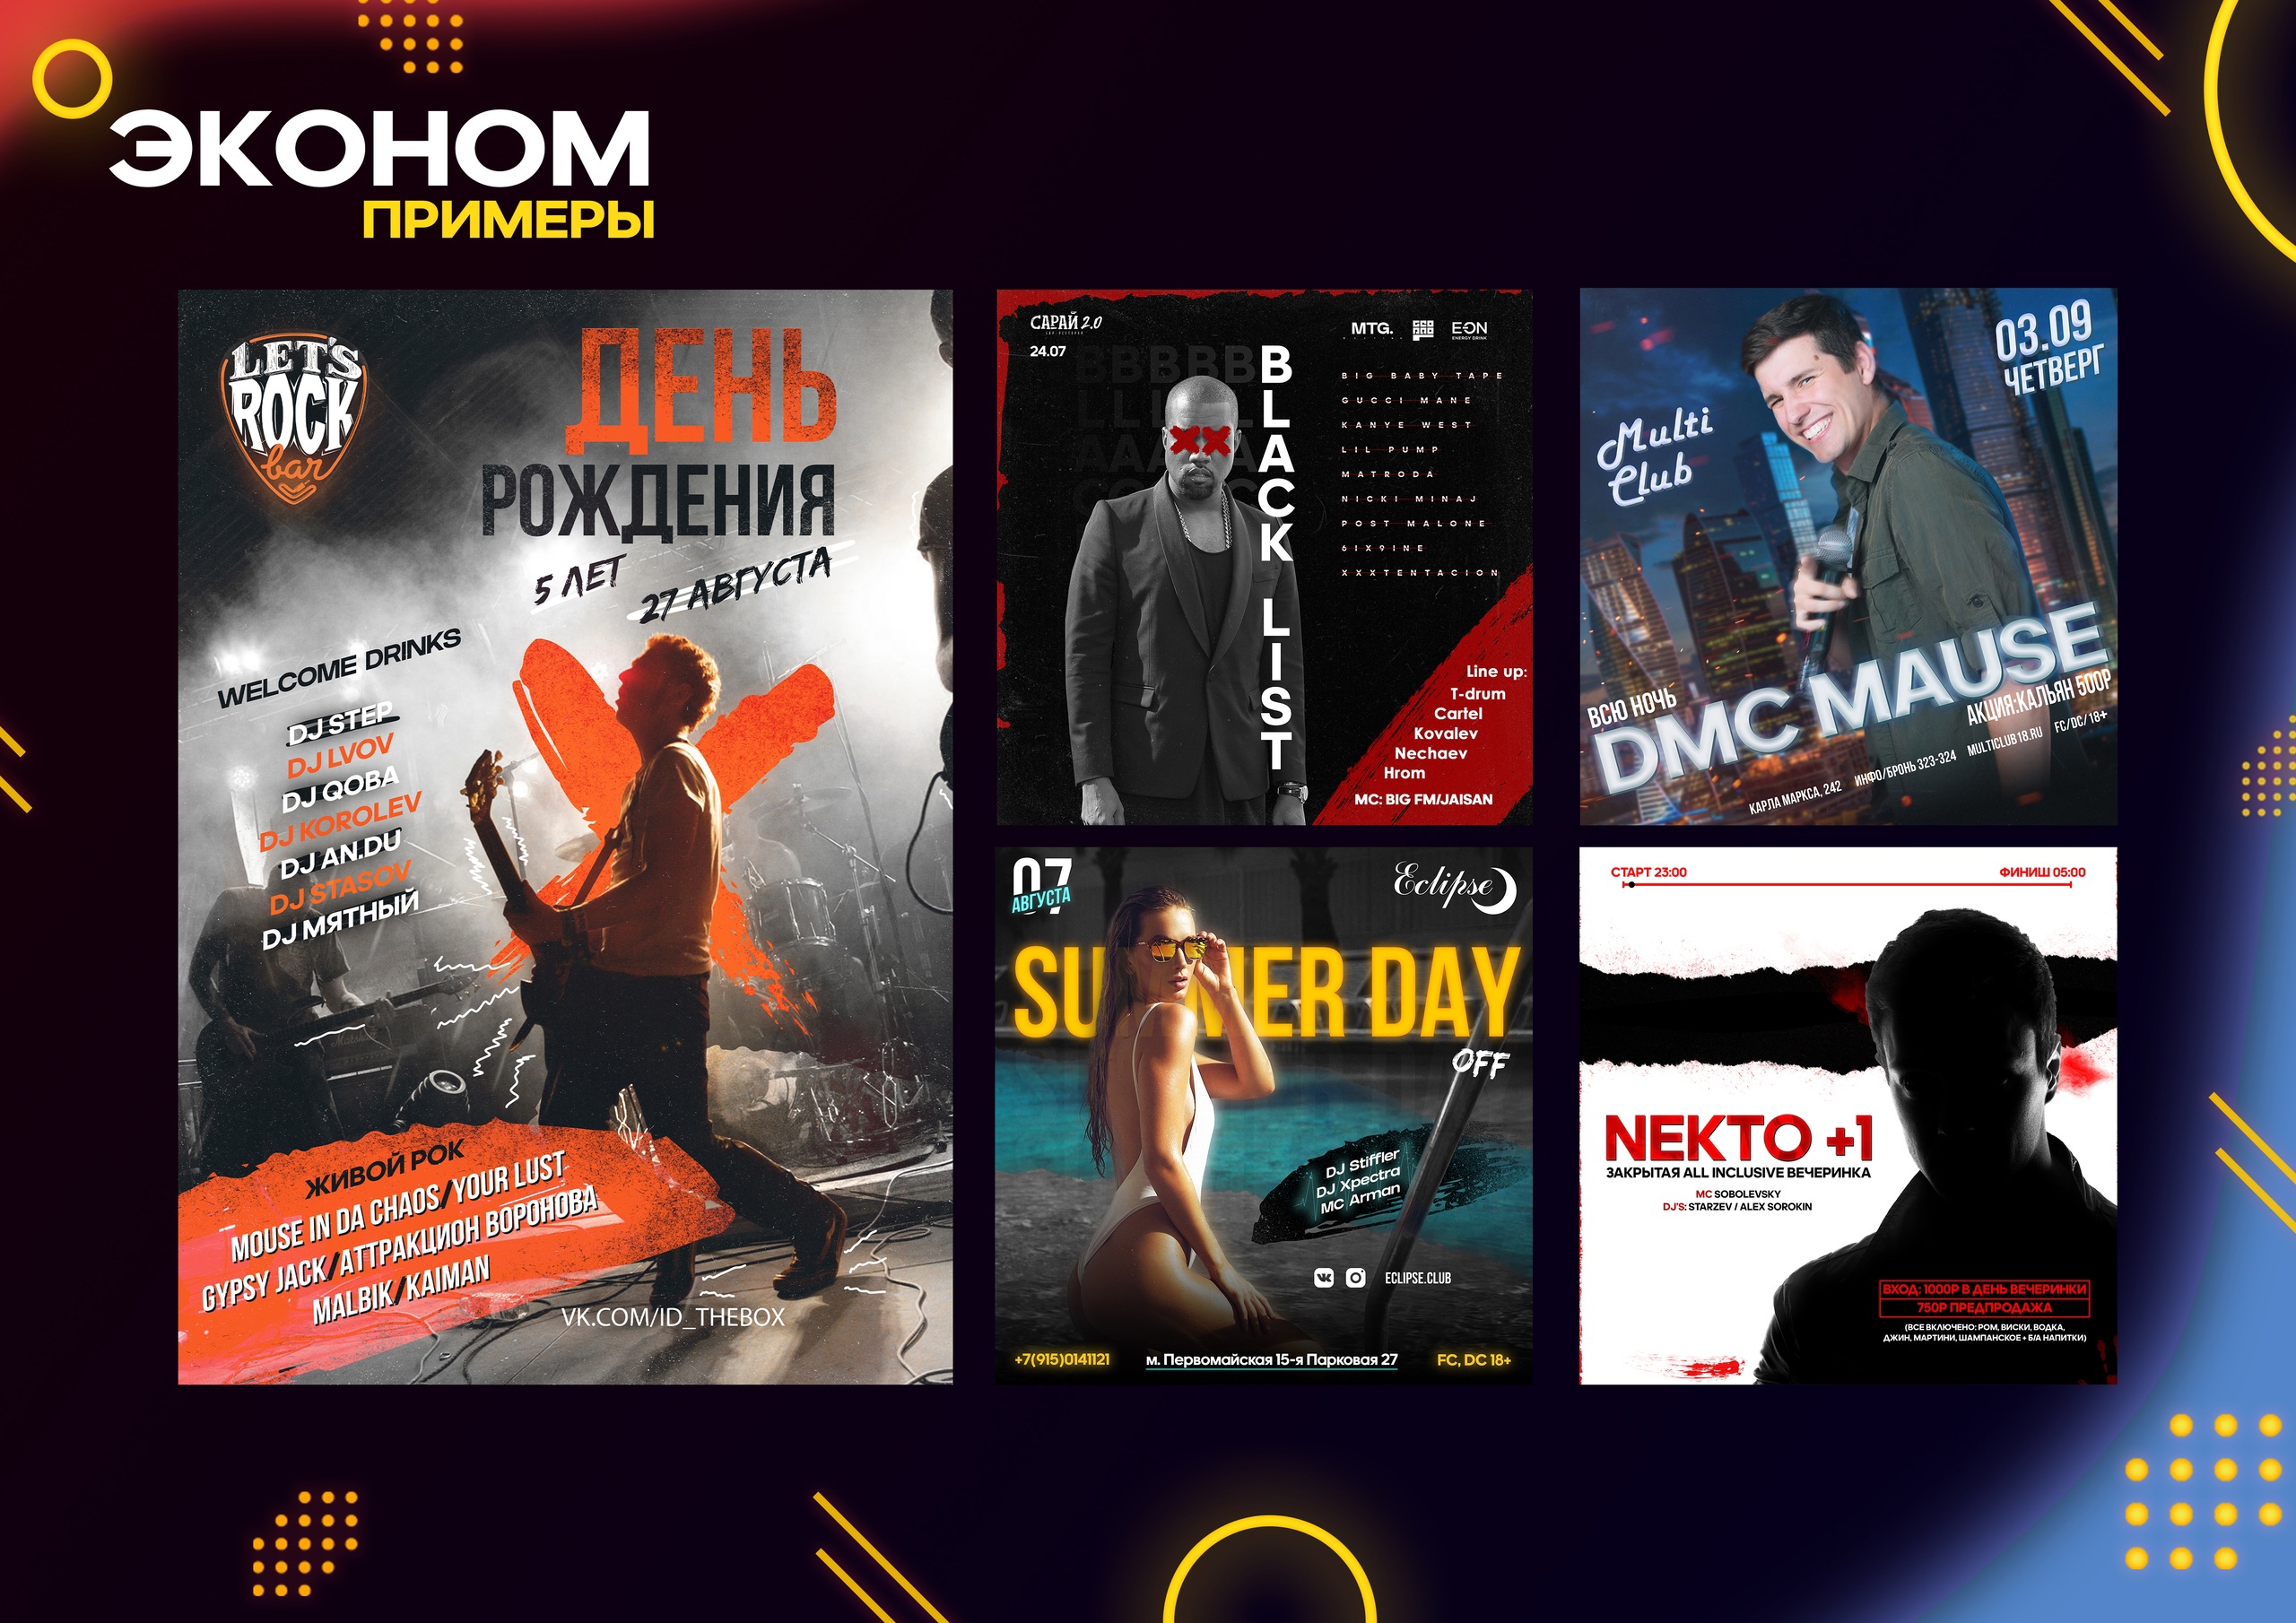 ЭКОНОМ
ПРИМЕРЫ
LET'S
ROCK
bar
ДЕНЬ
РОЖДЕНИЯ
5 ЛЕТ
27 АВГУСТА
WELCOME DRINKS
DJ STEP
DJ LVOV
DJ QOBA
DJ KOROLEV
DJ AN.DU
DJ STASOV
DJ МЯТНЫЙ
ЖИВОЙ РОК
MOUSE IN DA CHAOS/YOUR LUST
GYPSY JACK/АТТРАКЦИОН ВОРОНОВА
MALBIK/KAIMAN
VK.COM/ID_THEBOX
САРАЙ 2.0
24.07
MTG.
EON
ENERGY DRINK
BLACK LIST
BIG BABY TAPE
GUCCI MANE
KANYE WEST
LIL PUMP
MATRODA
NICKI MINAJ
POST MALONE
6IX9INE
XXXTENTACION
Line up:
T-drum
Cartel
Kovalev
Nechaev
Hrom
MC: BIG FM/JAISAN
03.09
ЧЕТВЕРГ
Multi
Club
ВСЮ НОЧЬ
DMC MAUSE
АКЦИЯ:КАЛЬЯН 500Р
КАРЛА МАРКСА, 242 ИНФО/БРОНЬ 323-324 MULTICLUB18.RU FC/DC/18+
07
АВГУСТА
Eclipse
SUMMER DAY
OFF
DJ Stiffler
DJ Xpectra
MC Arman
ECLIPSE.CLUB
+7(915)0141121 м. Первомайская 15-я Парковая 27 FC, DC 18+
СТАРТ 23:00 ФИНИШ 05:00
NEKTO +1
ЗАКРЫТАЯ ALL INCLUSIVE ВЕЧЕРИНКА
MC SOBOLEVSKY
DJ'S: STARZEV / ALEX SOROKIN
ВХОД: 1000Р В ДЕНЬ ВЕЧЕРИНКИ
750Р ПРЕДПРОДАЖА
(ВСЕ ВКЛЮЧЕНО: РОМ, ВИСКИ, ВОДКА,
ДЖИН, МАРТИНИ, ШАМПАНСКОЕ + Б/А НАПИТКИ)